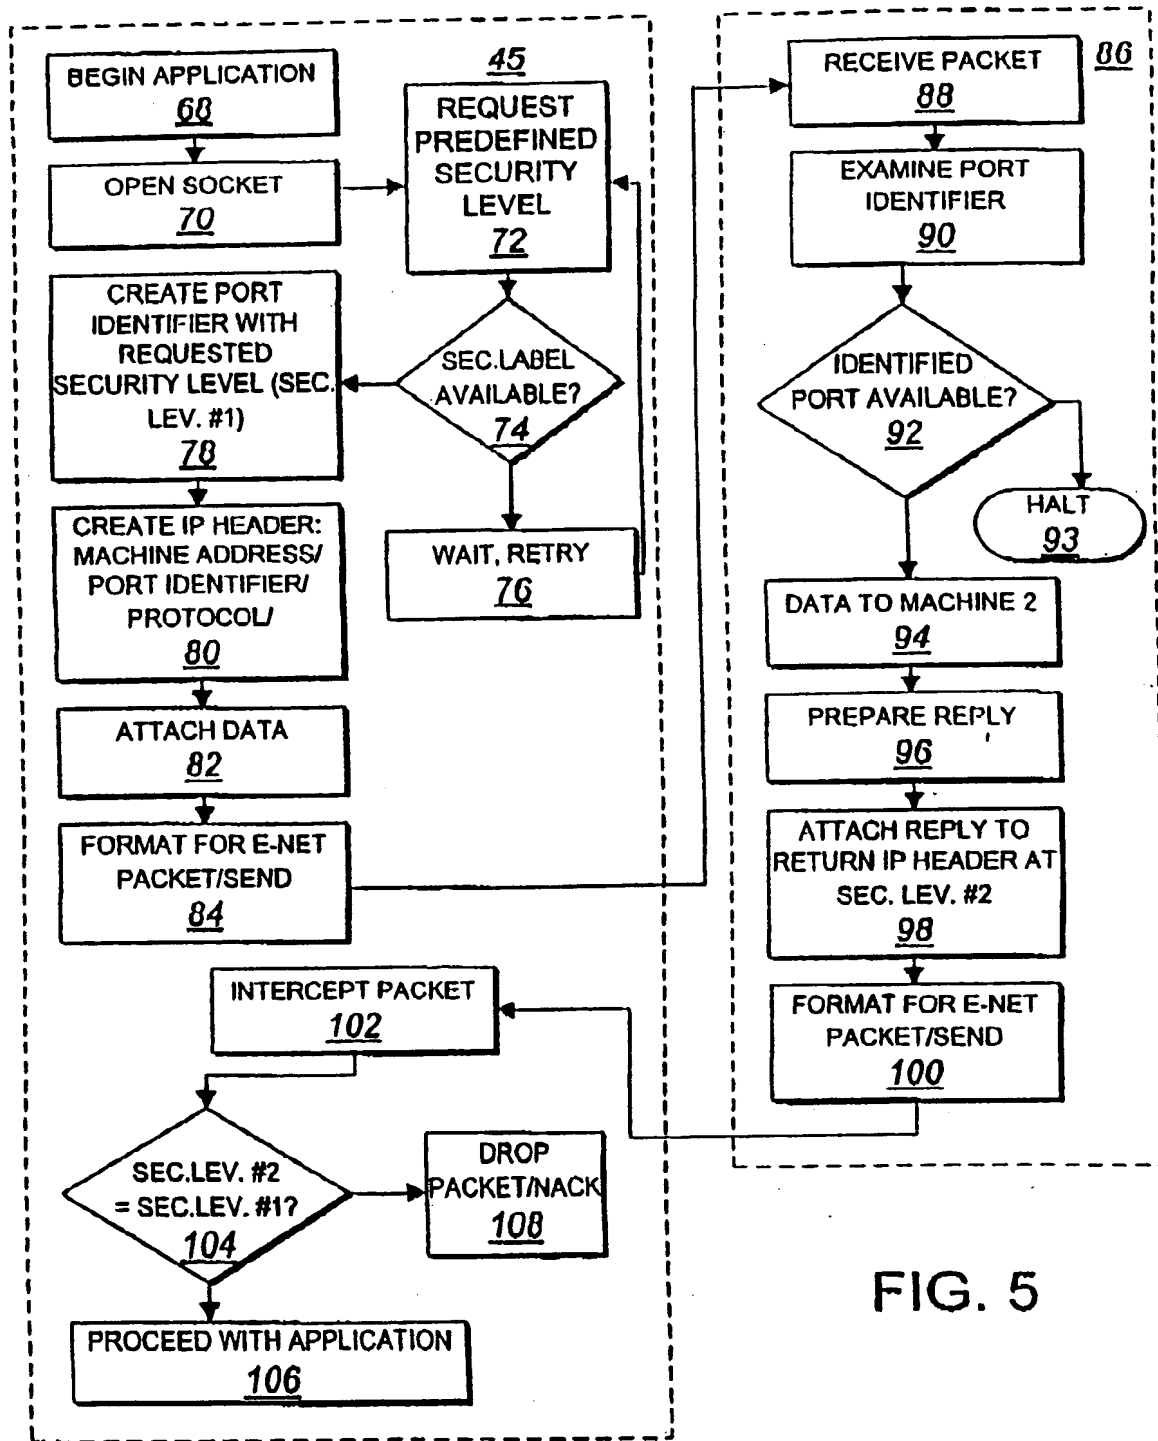 BEGIN APPLICATION
68
OPEN SOCKET
70
45
REQUEST
PREDEFINED
SECURITY
LEVEL
72
SEC.LABEL
AVAILABLE?
74
WAIT, RETRY
76
CREATE PORT
IDENTIFIER WITH
REQUESTED
SECURITY LEVEL (SEC.
LEV. #1)
78
CREATE IP HEADER:
MACHINE ADDRESS/
PORT IDENTIFIER/
PROTOCOL/
80
ATTACH DATA
82
FORMAT FOR E-NET
PACKET/SEND
84
86
RECEIVE PACKET
88
EXAMINE PORT
IDENTIFIER
90
IDENTIFIED
PORT AVAILABLE?
92
HALT
93
DATA TO MACHINE 2
94
PREPARE REPLY
96
ATTACH REPLY TO
RETURN IP HEADER AT
SEC. LEV. #2
98
FORMAT FOR E-NET
PACKET/SEND
100
INTERCEPT PACKET
102
SEC.LEV. #2
= SEC.LEV. #1?
104
DROP
PACKET/NACK
108
PROCEED WITH APPLICATION
106
FIG. 5